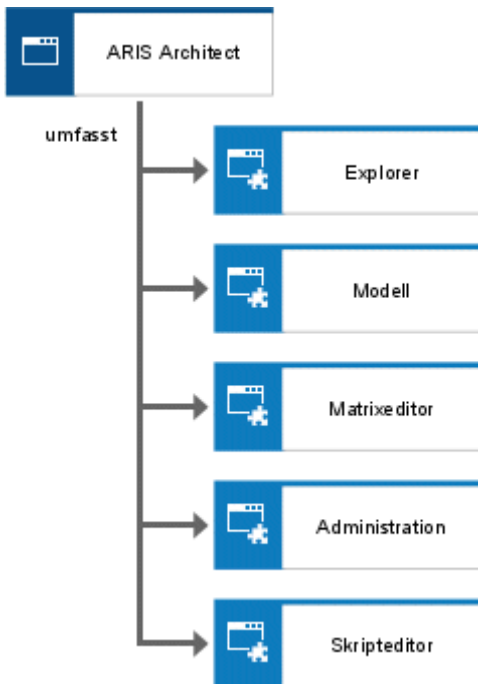 ARIS Architect
umfasst
Explorer
Modell
Matrixeditor
Administration
Skripteditor